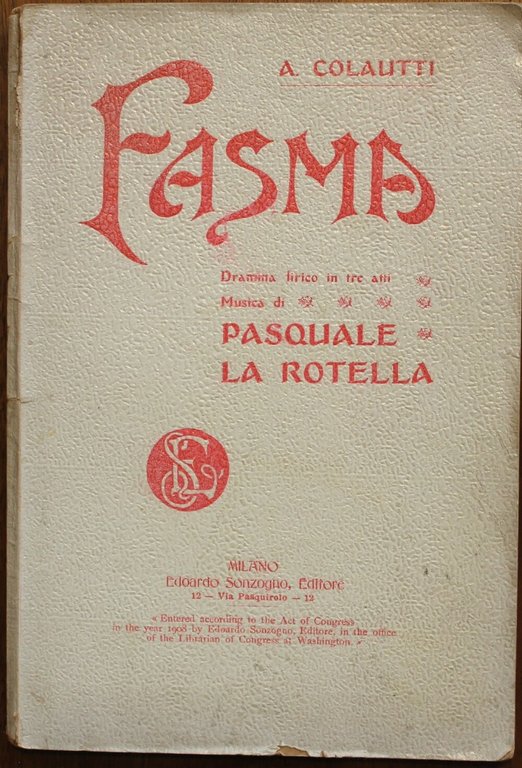 A. COLAUTTI
FASMA
Dramma lirico in tre atti
Musica di
PASQUALE
LA ROTELLA
SLE
MILANO
Edoardo Sonzogno, Editore
12 — Via Pasquirolo — 12
« Entered according to the Act of Congress
in the year 1908 by Edoardo Sonzogno, Editore, in the office
of the Librarian of Congress at Washington. »